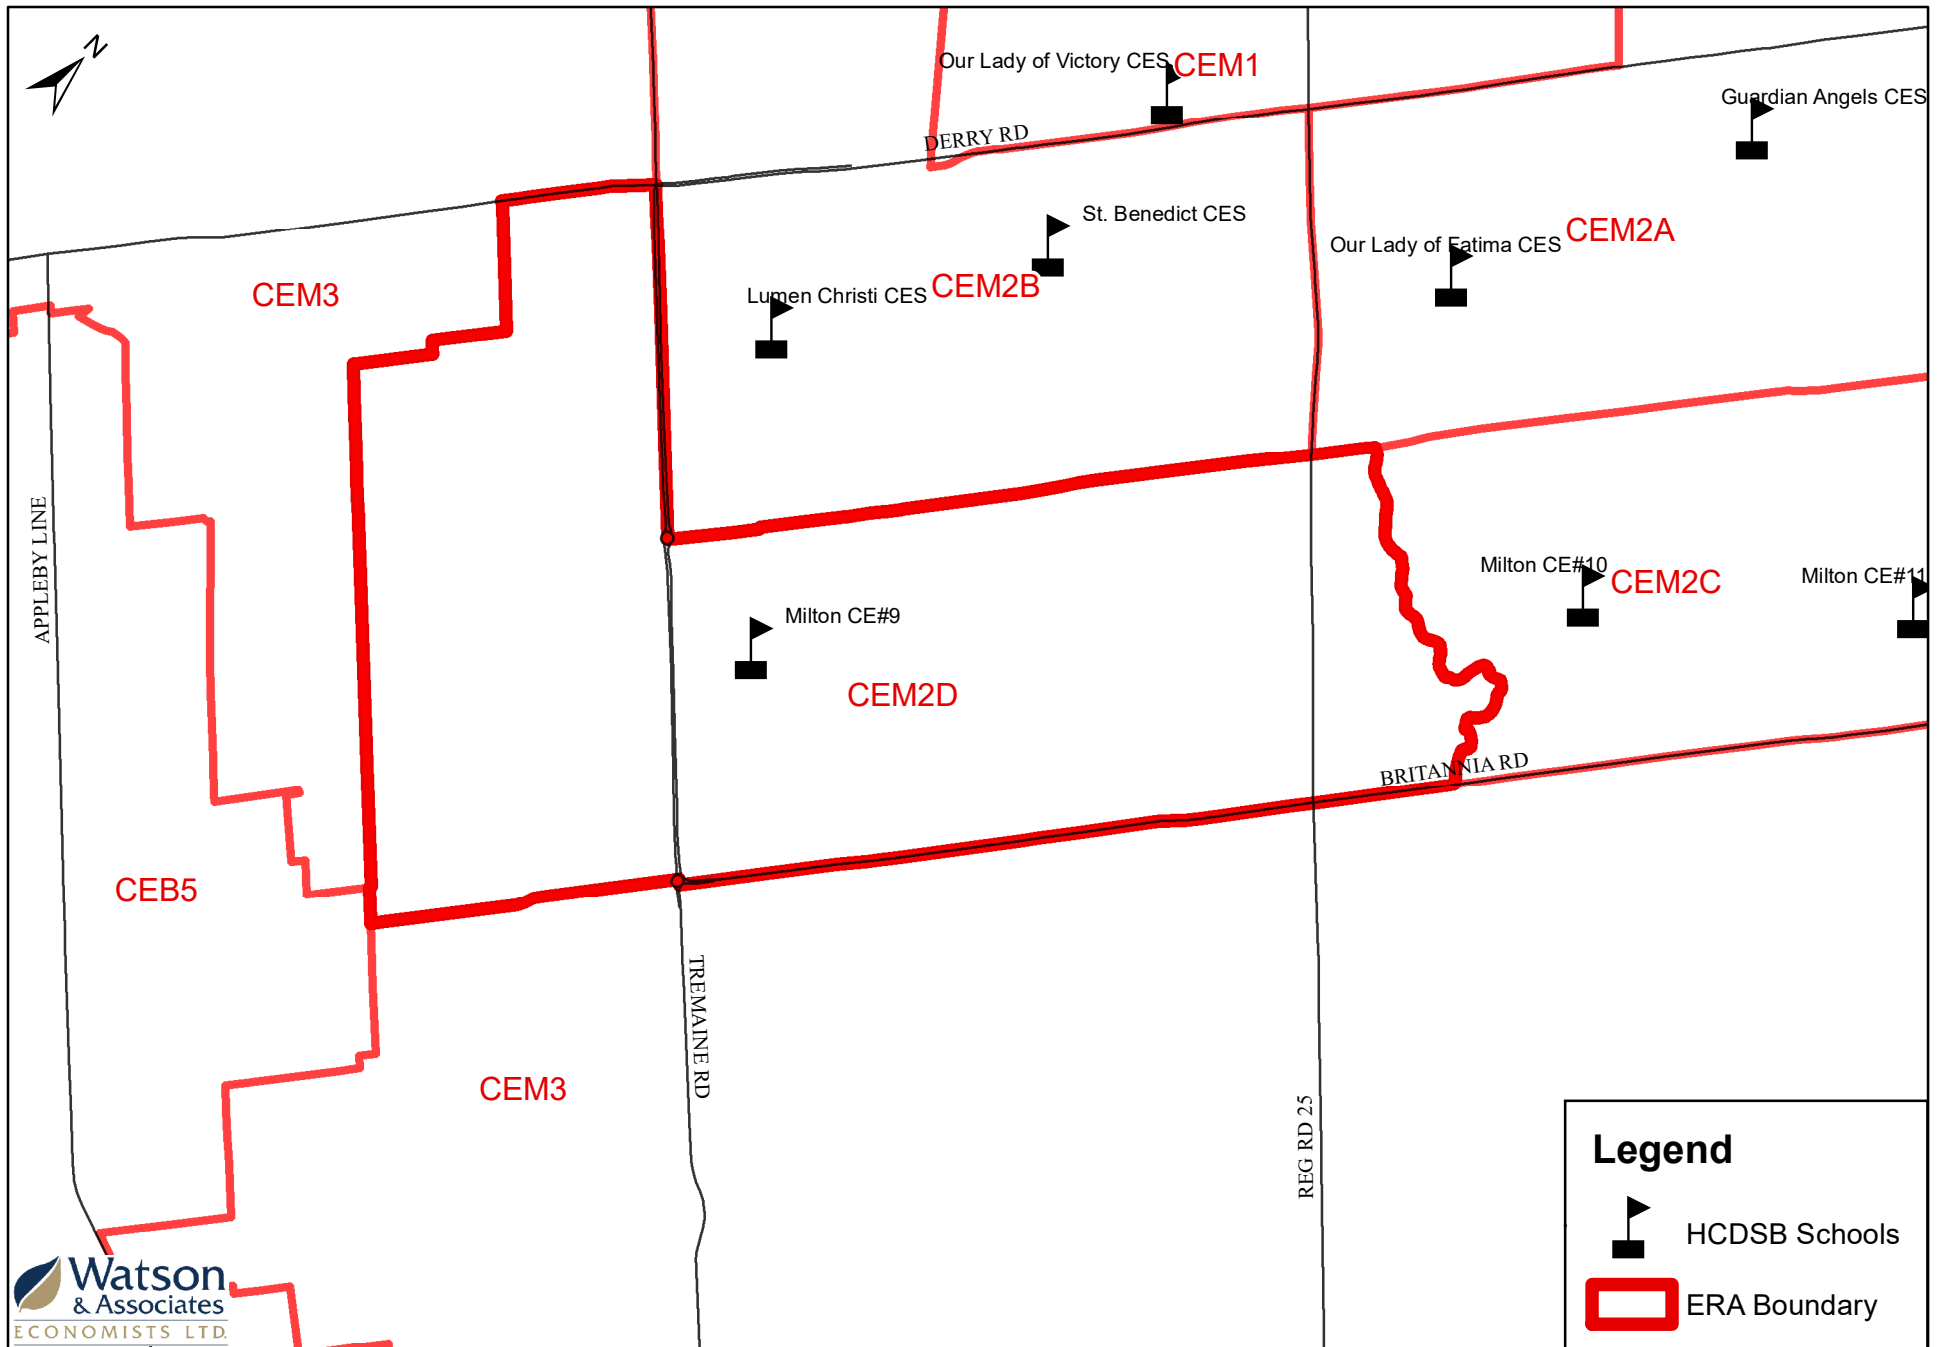 N
Our Lady of Victory CES
CEM1
Guardian Angels CES
DERRY RD
St. Benedict CES
CEM2A
Our Lady of Fatima CES
CEM3
CEM2B
Lumen Christi CES
APPLEBY LINE
Milton CE#10
CEM2C
Milton CE#11
Milton CE#9
CEM2D
BRITANNIA RD
CEB5
TREMAINE RD
CEM3
REG RD 25
Legend
HCDSB Schools
ERA Boundary
Watson
& Associates
ECONOMISTS LTD.